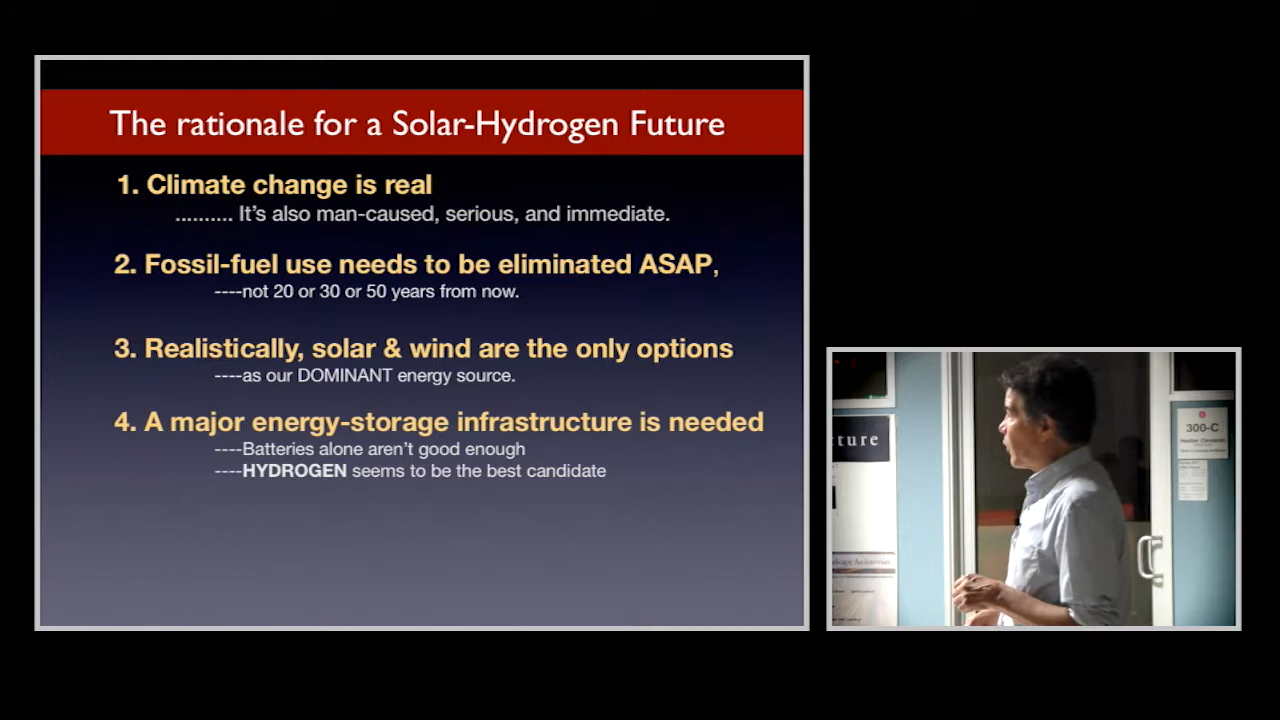 The rationale for a Solar-Hydrogen Future
1. Climate change is real
.......... It's also man-caused, serious, and immediate.
2. Fossil-fuel use needs to be eliminated ASAP,
----not 20 or 30 or 50 years from now.
3. Realistically, solar & wind are the only options
----as our DOMINANT energy source.
4. A major energy-storage infrastructure is needed
----Batteries alone aren't good enough
----HYDROGEN seems to be the best candidate
ture
300-C